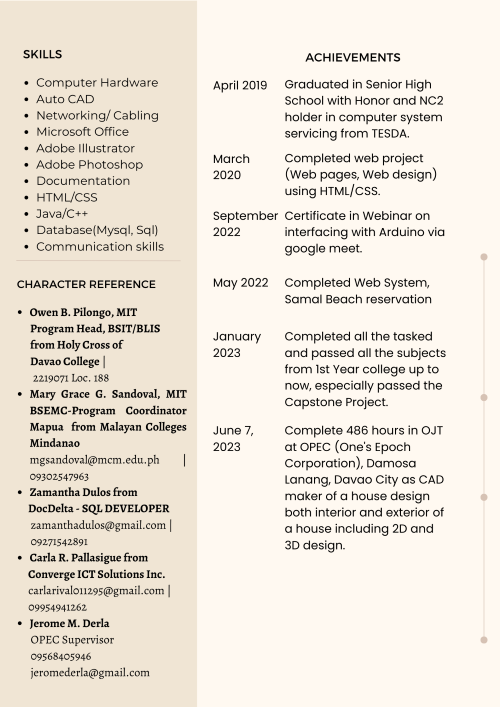 SKILLS
• Computer Hardware
• Auto CAD
• Networking/ Cabling
• Microsoft Office
• Adobe Illustrator
• Adobe Photoshop
• Documentation
• HTML/CSS
• Java/C++
• Database(Mysql, Sql)
• Communication skills
CHARACTER REFERENCE
• Owen B. Pilongo, MIT
Program Head, BSIT/BLIS
from Holy Cross of
Davao College |
2219071 Loc. 188
• Mary Grace G. Sandoval, MIT
BSEMC-Program Coordinator
Mapua from Malayan Colleges
Mindanao
mgsandoval@mcm.edu.ph |
09302547963
• Zamantha Dulos from
DocDelta - SQL DEVELOPER
zamanthadulos@gmail.com |
09271542891
• Carla R. Pallasigue from
Converge ICT Solutions Inc.
carlarival011295@gmail.com |
09954941262
• Jerome M. Derla
OPEC Supervisor
09568405946
jeromederla@gmail.com
ACHIEVEMENTS
April 2019 Graduated in Senior High
School with Honor and NC2
holder in computer system
servicing from TESDA.
March Completed web project
2020 (Web pages, Web design)
using HTML/CSS.
September Certificate in Webinar on
2022 interfacing with Arduino via
google meet.
May 2022 Completed Web System,
Samal Beach reservation
January Completed all the tasked
2023 and passed all the subjects
from 1st Year college up to
now, especially passed the
Capstone Project.
June 7, Complete 486 hours in OJT
2023 at OPEC (One's Epoch
Corporation), Damosa
Lanang, Davao City as CAD
maker of a house design
both interior and exterior of
a house including 2D and
3D design.